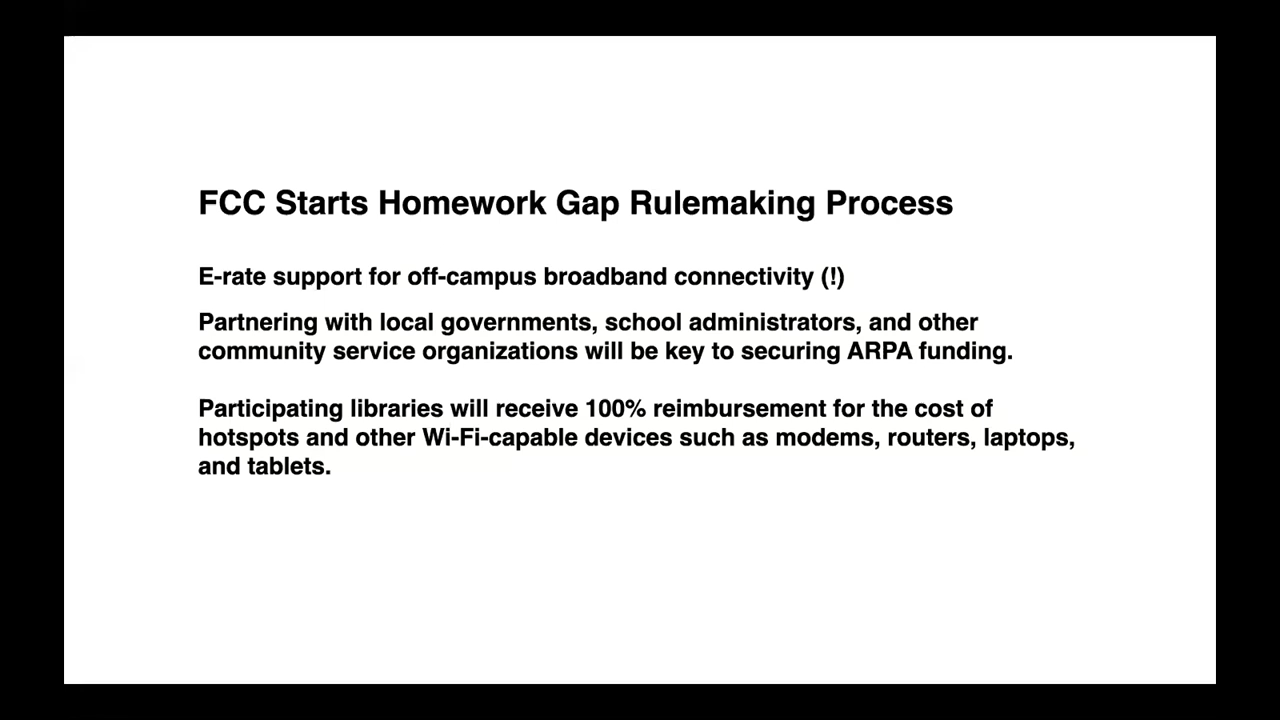 FCC Starts Homework Gap Rulemaking Process
E-rate support for off-campus broadband connectivity (!)
Partnering with local governments, school administrators, and other
community service organizations will be key to securing ARPA funding.
Participating libraries will receive 100% reimbursement for the cost of
hotspots and other Wi-Fi-capable devices such as modems, routers, laptops,
and tablets.